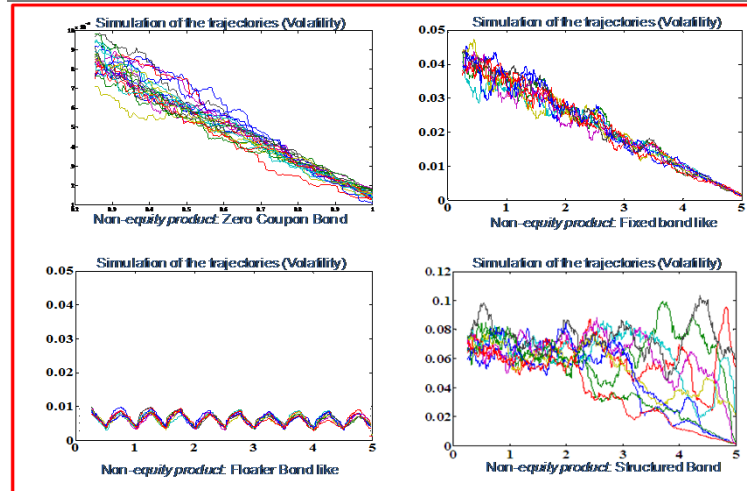 Simulation of the trajectories (Volatility)
Simulation of the trajectories (Volatility)
0.05
0.04
0.03
0.02
0.01
0
0 1 2 3 4 5
Non-equity product: Zero Coupon Bond
Non-equity product: Fixed bond like
Simulation of the trajectories (Volatility)
Simulation of the trajectories (Volatility)
0.05
0.04
0.03
0.02
0.01
0
0 1 2 3 4 5
0.12
0.1
0.08
0.06
0.04
0.02
0
0 1 2 3 4 5
Non-equity product: Floater Bond like
Non-equity product: Structured Bond